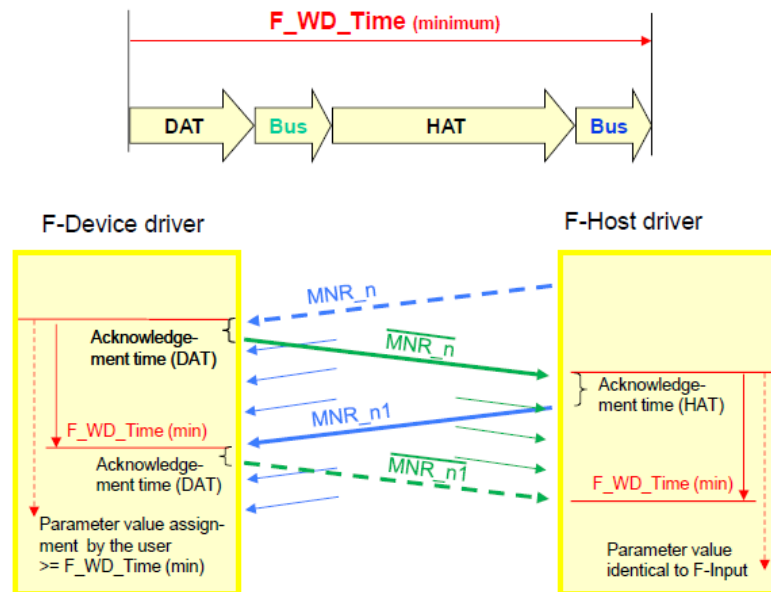 F_WD_Time (minimum)
DAT
Bus
HAT
Bus
F-Device driver
F-Host driver
MNR_n
Acknowledge-
ment time (DAT)
MNR_n
Acknowledge-
ment time (HAT)
MNR_n1
F_WD_Time (min)
Acknowledge-
ment time (DAT)
MNR_n1
F_WD_Time (min)
Parameter value assign-
ment by the user
>= F_WD_Time (min)
Parameter value
identical to F-Input